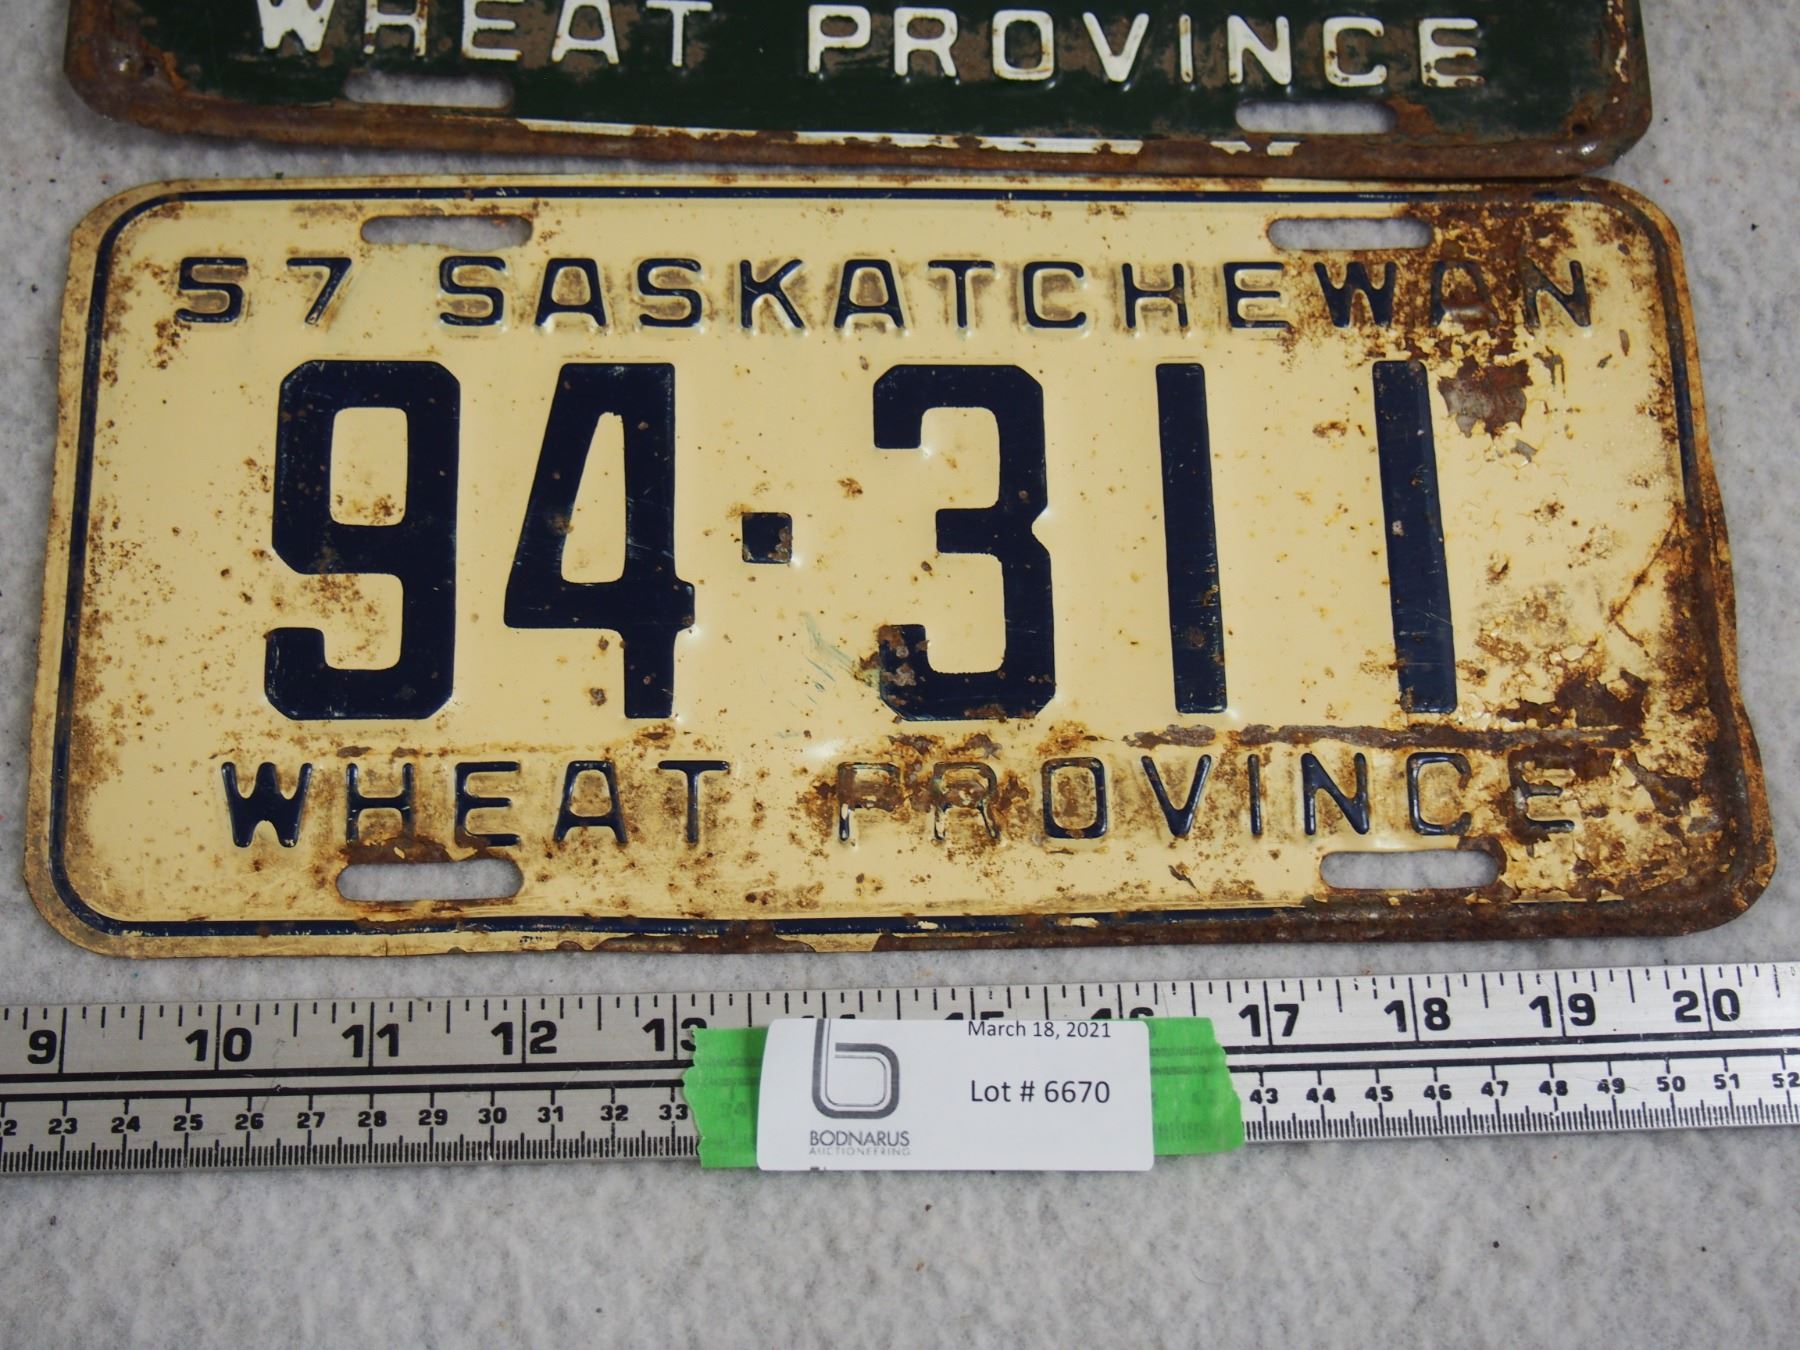 WHEAT PROVINCE
57 SASKATCHEWAN
94·311
WHEAT PROVINCE
9 10 11 12 13 17 18 19 20
23 24 25 26 27 28 29 30 31 32 33 43 44 45 46 47 48 49 50 51 52
March 18, 2021
Lot # 6670
BODNARUS
AUCTIONEERING